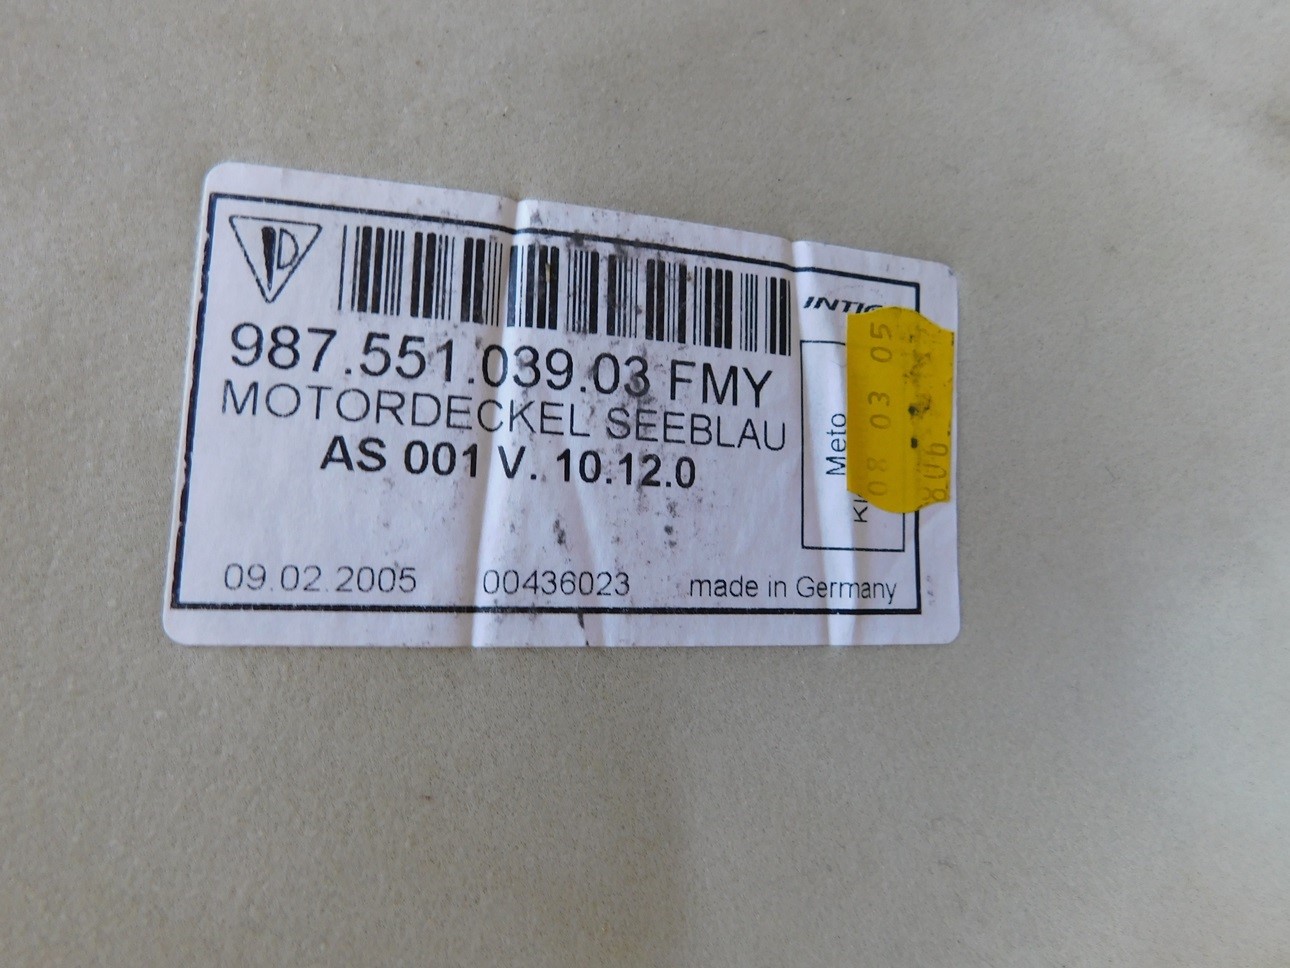 987.551.039.03 FMY
MOTORDECKEL SEEBLAU
AS 001 V. 10.12.0
09.02.2005 00436023 made in Germany
Meto
08 03 05
806